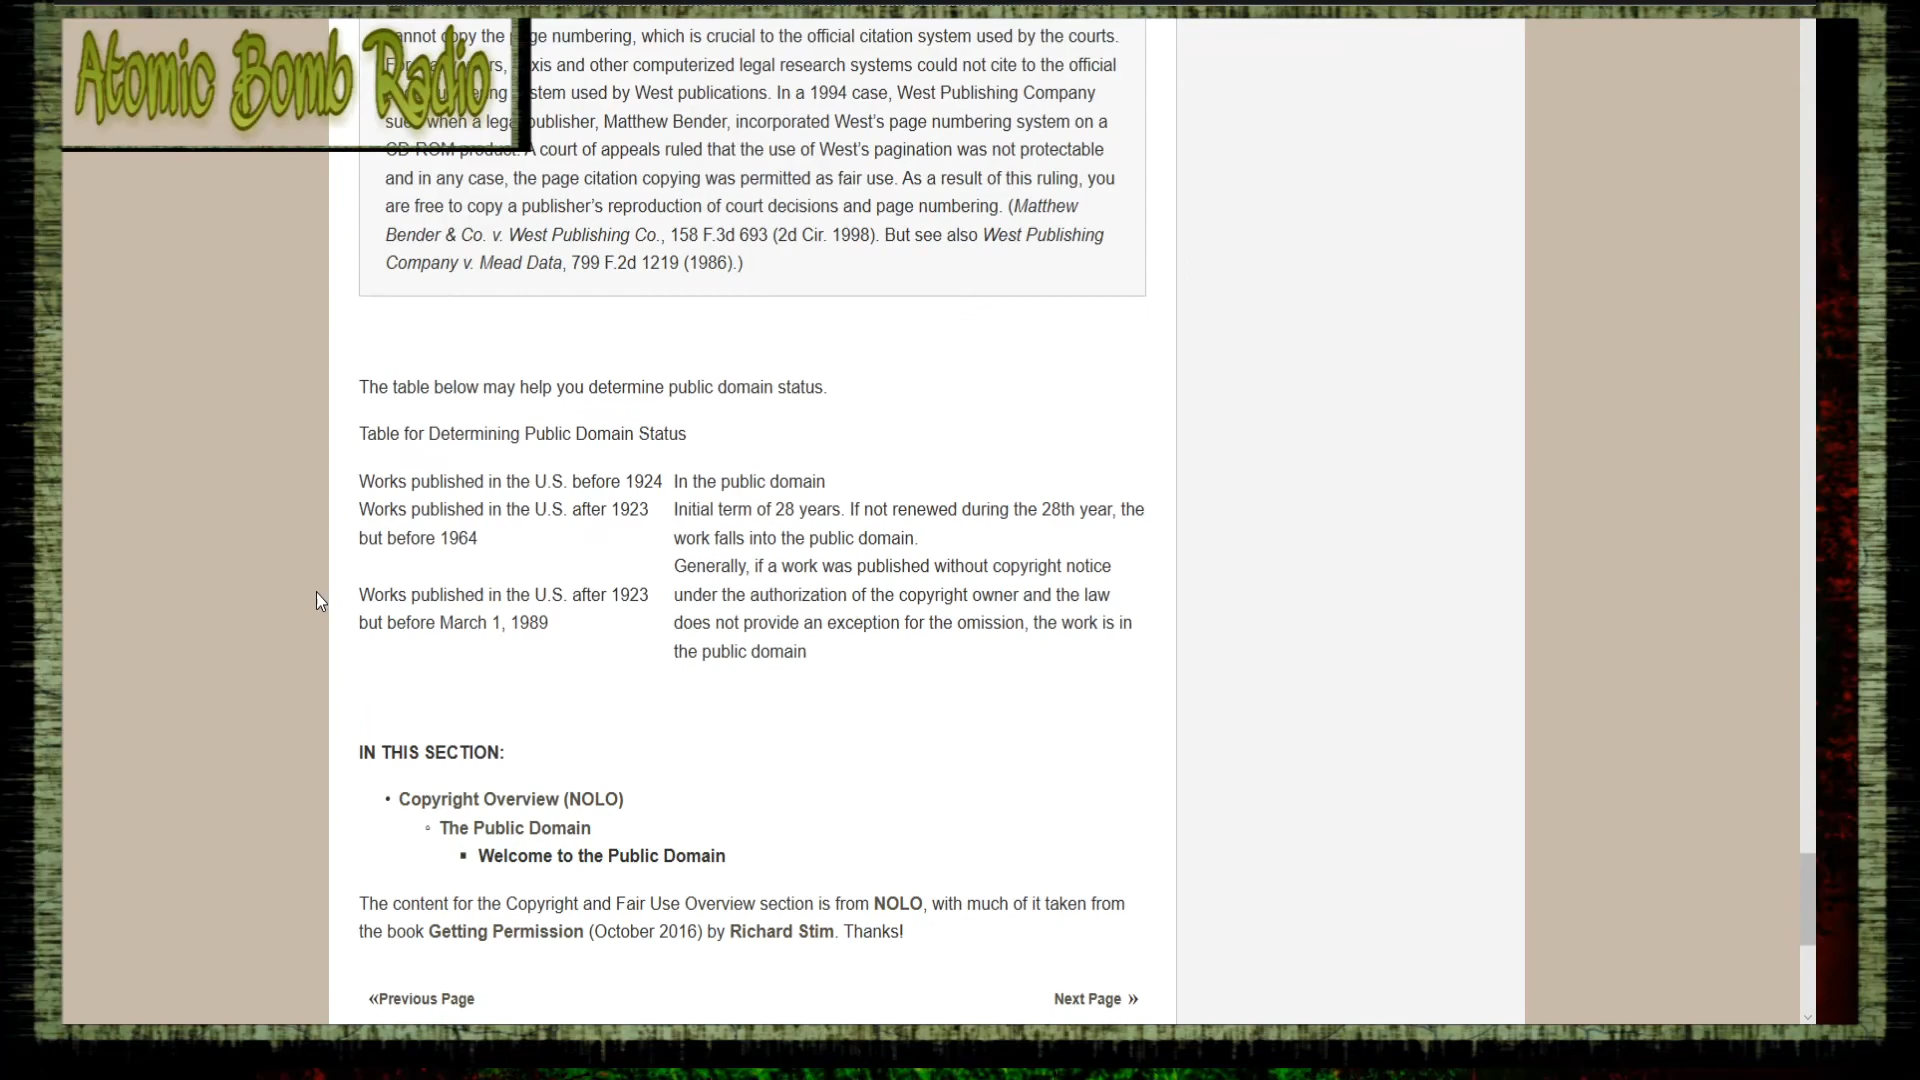 Atomic Bomb Radio
the ge numbering, which is crucial to the official citation system used by the courts.
and other computerized legal research systems could not cite to the official
used by West publications. In a 1994 case, West Publishing Company
when a publisher, Matthew Bender, incorporated West’s page numbering system on a
CD-ROM product. A court of appeals ruled that the use of West’s pagination was not protectable
and in any case, the page citation copying was permitted as fair use. As a result of this ruling, you
are free to copy a publisher’s reproduction of court decisions and page numbering. (Matthew
Bender & Co. v. West Publishing Co., 158 F.3d 693 (2d Cir. 1998). But see also West Publishing
Company v. Mead Data, 799 F.2d 1219 (1986).)
The table below may help you determine public domain status.
Table for Determining Public Domain Status
Works published in the U.S. before 1924 In the public domain
Works published in the U.S. after 1923 Initial term of 28 years. If not renewed during the 28th year, the
but before 1964 work falls into the public domain.
Generally, if a work was published without copyright notice
Works published in the U.S. after 1923 under the authorization of the copyright owner and the law
but before March 1, 1989 does not provide an exception for the omission, the work is in
the public domain
IN THIS SECTION:
• Copyright Overview (NOLO)
◦ The Public Domain
▪ Welcome to the Public Domain
The content for the Copyright and Fair Use Overview section is from NOLO, with much of it taken from
the book Getting Permission (October 2016) by Richard Stim. Thanks!
«Previous Page Next Page »